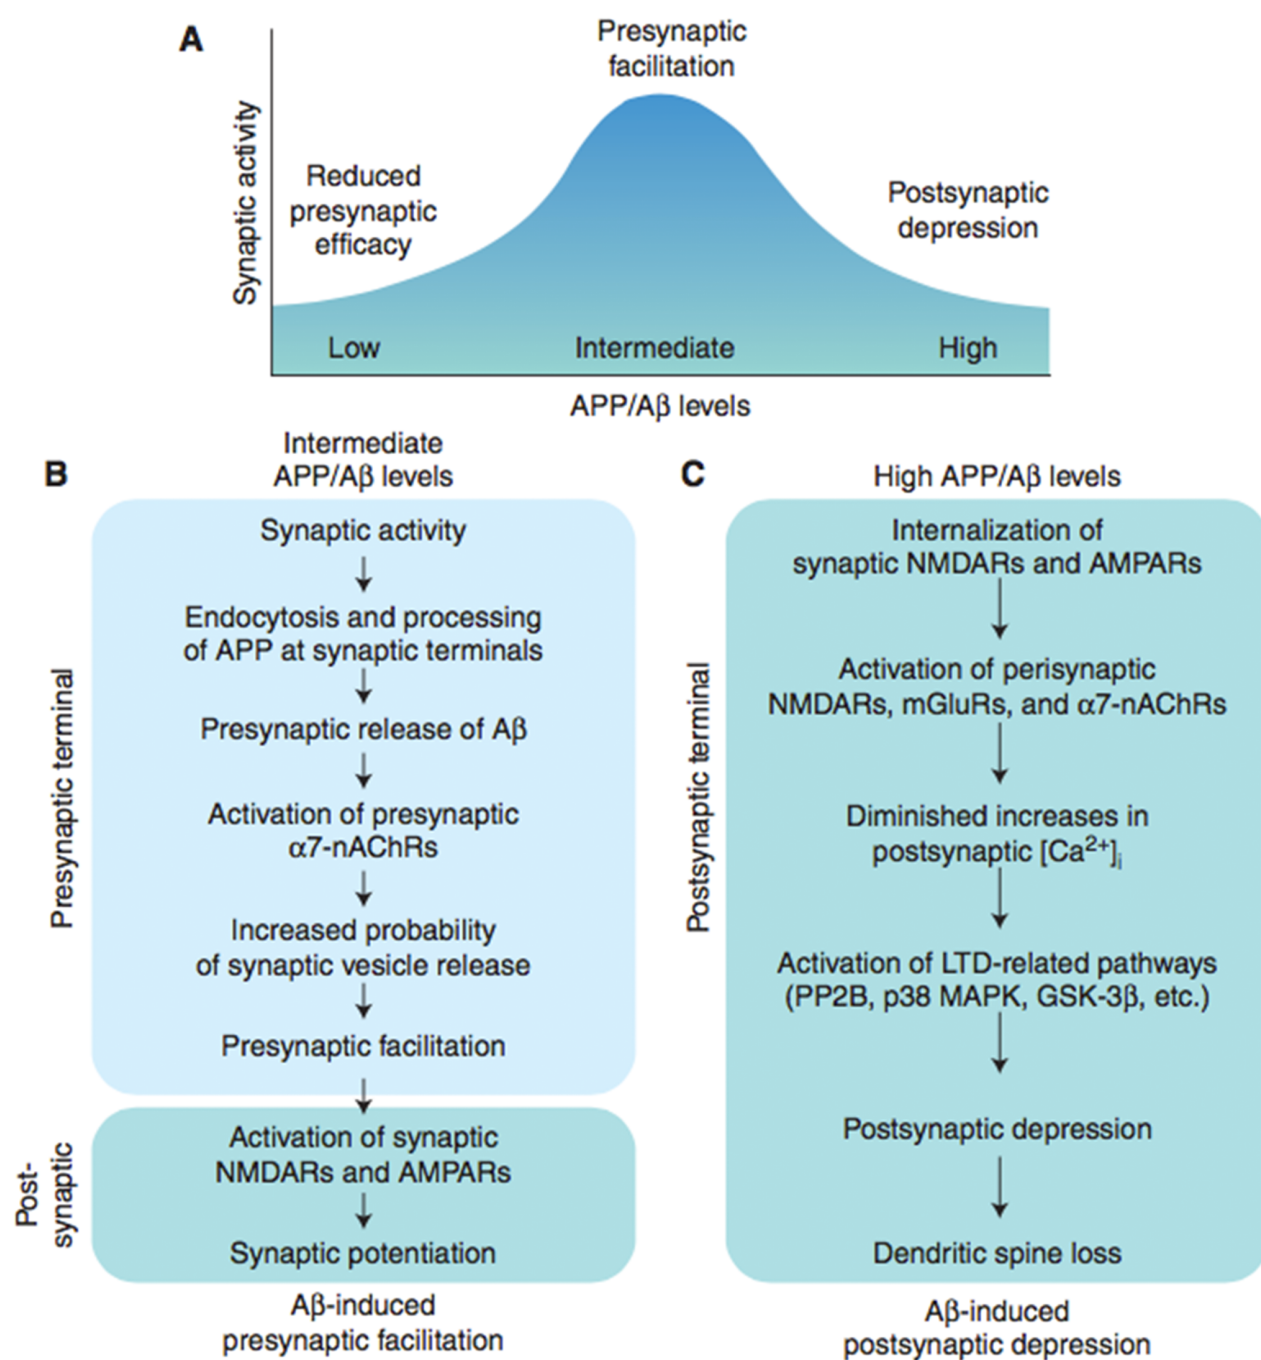 A
Presynaptic
facilitation
Synaptic activity
Reduced
presynaptic
efficacy
Postsynaptic
depression
Low
Intermediate
High
APP/Aβ levels
B
Intermediate
APP/Aβ levels
Presynaptic terminal
Synaptic activity
Endocytosis and processing
of APP at synaptic terminals
Presynaptic release of Aβ
Activation of presynaptic
α7-nAChRs
Increased probability
of synaptic vesicle release
Presynaptic facilitation
Post-
synaptic
Activation of synaptic
NMDARs and AMPARs
Synaptic potentiation
Aβ-induced
presynaptic facilitation
C
High APP/Aβ levels
Postsynaptic terminal
Internalization of
synaptic NMDARs and AMPARs
Activation of perisynaptic
NMDARs, mGluRs, and α7-nAChRs
Diminished increases in
postsynaptic [Ca²⁺]ᵢ
Activation of LTD-related pathways
(PP2B, p38 MAPK, GSK-3β, etc.)
Postsynaptic depression
Dendritic spine loss
Aβ-induced
postsynaptic depression